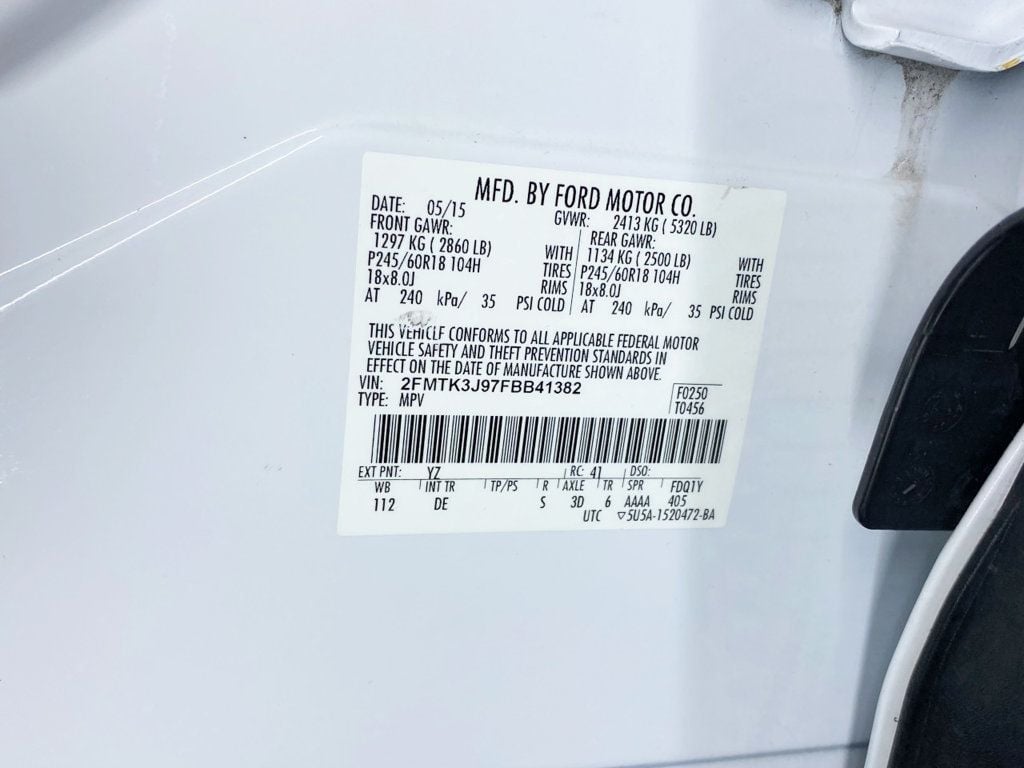 MFD. BY FORD MOTOR CO.
DATE: 05/15 GVWR: 2413 KG ( 5320 LB)
FRONT GAWR: REAR GAWR:
1297 KG ( 2860 LB) WITH 1134 KG ( 2500 LB) WITH
P245/60R18 104H TIRES P245/60R18 104H TIRES
18x8.0J RIMS 18x8.0J RIMS
AT 240 kPa/ 35 PSI COLD AT 240 kPa/ 35 PSI COLD
THIS VEHICLE CONFORMS TO ALL APPLICABLE FEDERAL MOTOR
VEHICLE SAFETY AND THEFT PREVENTION STANDARDS IN
EFFECT ON THE DATE OF MANUFACTURE SHOWN ABOVE.
VIN: 2FMTK3J97FBB41382 F0250
TYPE: MPV T0456
EXT PNT: YZ RC: 41 DSO:
WB INT TR TP/PS R AXLE TR SPR FDQ1Y
112 DE S 3D 6 AAAA 405
UTC ▽5U5A-1520472-BA